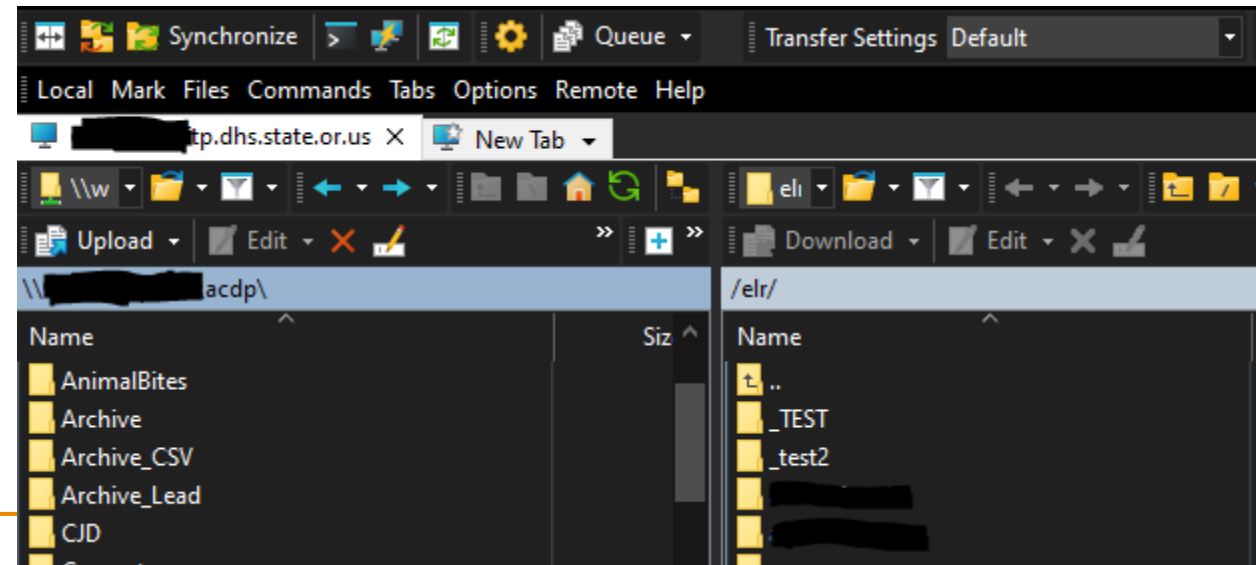 Synchronize Queue Transfer Settings Default
Local Mark Files Commands Tabs Options Remote Help
tp.dhs.state.or.us X New Tab
\\w elr
Upload Edit » » Download Edit
\\ acdp\ /elr/
Name Siz Name
AnimalBites ..
Archive _TEST
Archive_CSV _test2
Archive_Lead
CJD